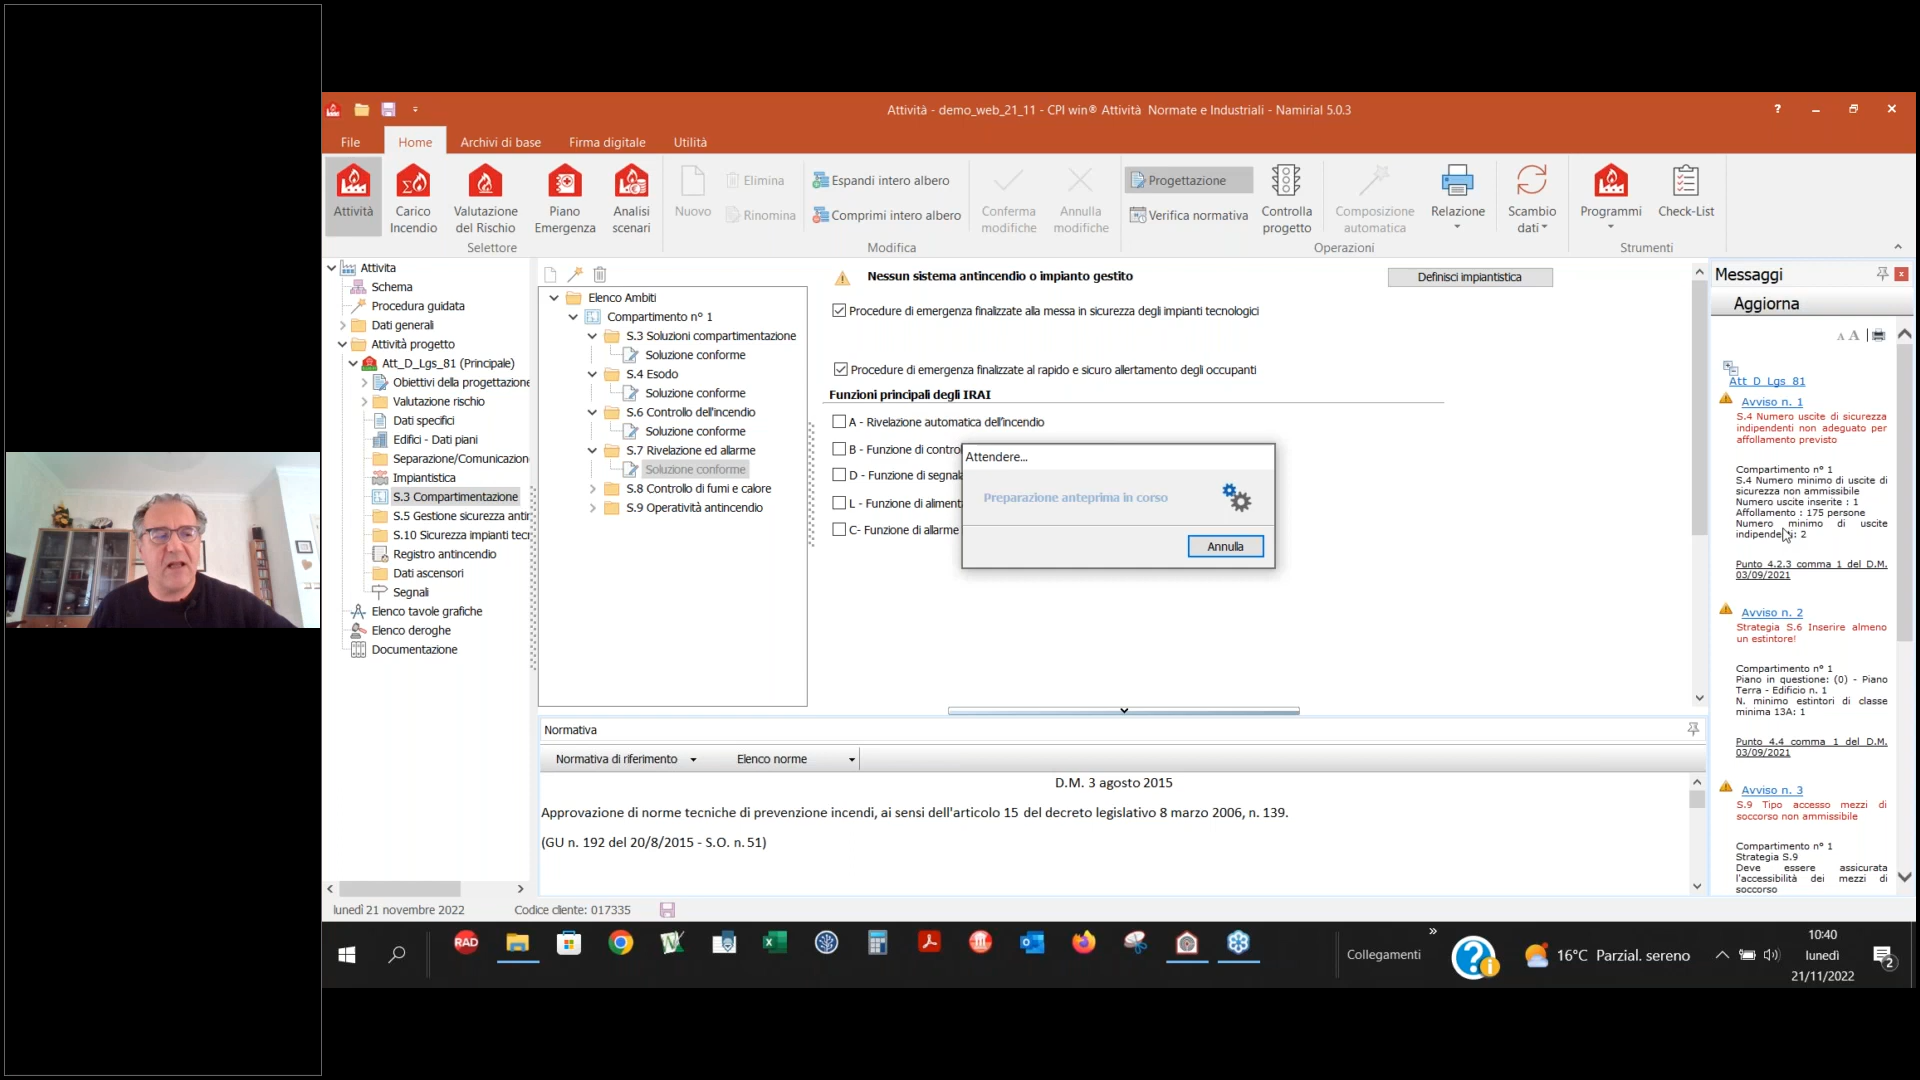 Attività - demo_web_21_11 - CPI win® Attività Normate e Industriali - Namirial 5.0.3
?
File Home Archivi di base Firma digitale Utilità
Attività
Carico
Incendio
Valutazione
del Rischio
Piano
Emergenza
Analisi
scenari
Selettore
Nuovo
Elimina
Rinomina
Espandi intero albero
Comprimi intero albero
Conferma
modifiche
Annulla
modifiche
Modifica
Progettazione
Verifica normativa
Controlla
progetto
Composizione
automatica
Relazione
Operazioni
Scambio
dati
Programmi
Check-List
Strumenti
Attivita
Schema
Procedura guidata
Dati generali
Attività progetto
Att_D_Lgs_81 (Principale)
Obiettivi della progettazione
Valutazione rischio
Dati specifici
Edifici - Dati piani
Separazione/Comunicazion
Impiantistica
S.3 Compartimentazione
S.5 Gestione sicurezza antir
S.10 Sicurezza impianti tecr
Registro antincendio
Dati ascensori
Segnali
Elenco tavole grafiche
Elenco deroghe
Documentazione
Elenco Ambiti
Compartimento n° 1
S.3 Soluzioni compartimentazione
Soluzione conforme
S.4 Esodo
Soluzione conforme
S.6 Controllo dell'incendio
Soluzione conforme
S.7 Rivelazione ed allarme
Soluzione conforme
S.8 Controllo di fumi e calore
S.9 Operatività antincendio
Nessun sistema antincendio o impianto gestito
Definisci impiantistica
Procedure di emergenza finalizzate alla messa in sicurezza degli impianti tecnologici
Procedure di emergenza finalizzate al rapido e sicuro allertamento degli occupanti
Funzioni principali degli IRAI
A - Rivelazione automatica dell'incendio
B - Funzione di contro
D - Funzione di segnala
L - Funzione di alimenta
C- Funzione di allarme
Attendere...
Preparazione anteprima in corso
Annulla
Normativa
Normativa di riferimento Elenco norme
D.M. 3 agosto 2015
Approvazione di norme tecniche di prevenzione incendi, ai sensi dell'articolo 15 del decreto legislativo 8 marzo 2006, n. 139.
(GU n. 192 del 20/8/2015 - S.O. n. 51)
Messaggi
Aggiorna
A A
Att_D_Lgs_81
Avviso n. 1
S.4 Numero uscite di sicurezza
indipendenti non adeguato per
affollamento previsto
Compartimento n° 1
S.4 Numero minimo di uscite di
sicurezza non ammissibile
Numero uscite inserite : 1
Affollamento : 175 persone
Numero minimo di uscite
indipendenti: 2
Punto 4.2.3 comma 1 del D.M.
03/09/2021
Avviso n. 2
Strategia S.6 Inserire almeno
un estintore!
Compartimento n° 1
Piano in questione: (0) - Piano
Terra - Edificio n. 1
N. minimo estintori di classe
minima 13A: 1
Punto 4.4 comma 1 del D.M.
03/09/2021
Avviso n. 3
S.9 Tipo accesso mezzi di
soccorso non ammissibile
Compartimento n° 1
Strategia S.9
Deve essere assicurata
l'accessibilità dei mezzi di
soccorso
lunedì 21 novembre 2022
Codice cliente: 017335
RAD
Collegamenti
»
?
16°C Parzial. sereno
10:40
lunedì
21/11/2022
2